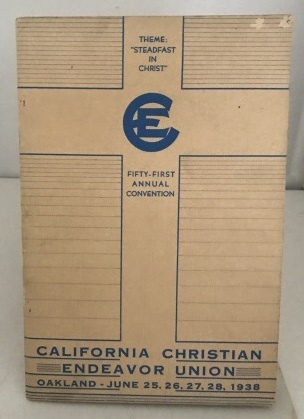 THEME:
"STEADFAST
IN
CHRIST"
CE
FIFTY-FIRST
ANNUAL
CONVENTION
CALIFORNIA CHRISTIAN
ENDEAVOR UNION
OAKLAND - JUNE 25, 26, 27, 28, 1938